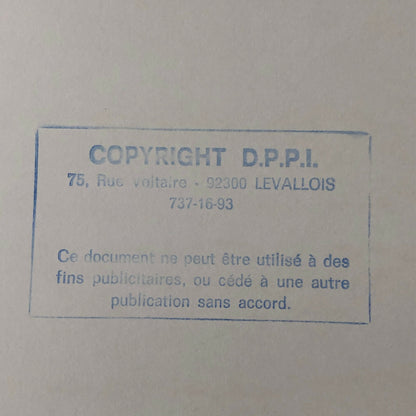 COPYRIGHT D.P.P.I.
75, Rue Voltaire - 92300 LEVALLOIS
737-16-93
Ce document ne peut être utilisé à des
fins publicitaires, ou cédé à une autre
publication sans accord.